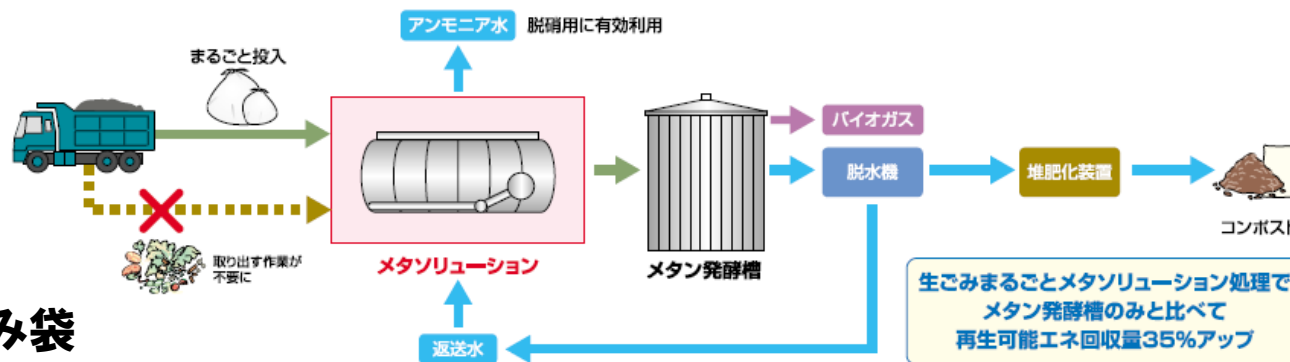 アンモニア水 脱硝用に有効利用
まるごと投入
バイオガス
脱水機
堆肥化装置
コンポスト
取り出す作業が
不要に
メタソリューション
メタン発酵槽
生ごみまるごとメタソリューション処理で
メタン発酵槽のみと比べて
再生可能エネ回収量35%アップ
み袋
返送水